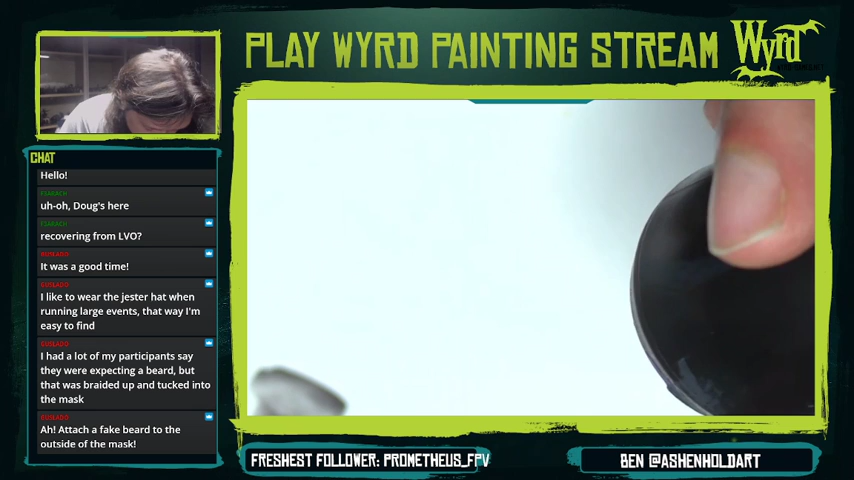 PLAY WYRD PAINTING STREAM
Wyrd
CHAT
Hello!
uh-oh, Doug's here
recovering from LVO?
It was a good time!
I like to wear the jester hat when
running large events, that way I'm
easy to find
I had a lot of my participants say
they were expecting a beard, but
that was braided up and tucked into
the mask
Ah! Attach a fake beard to the
outside of the mask!
FRESHEST FOLLOWER: PROMETHEUS_FPV
BEN @ASHENHOLDART